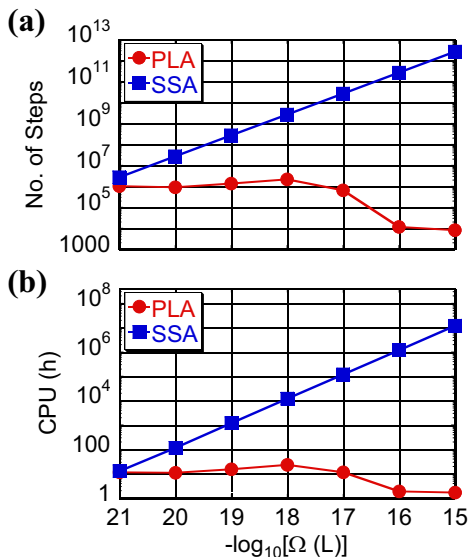 (a)
10^13
10^11
10^9
10^7
10^5
1000
No. of Steps
PLA
SSA
(b)
10^8
10^6
10^4
100
1
CPU (h)
PLA
SSA
21 20 19 18 17 16 15
-log₁₀[Ω (L)]